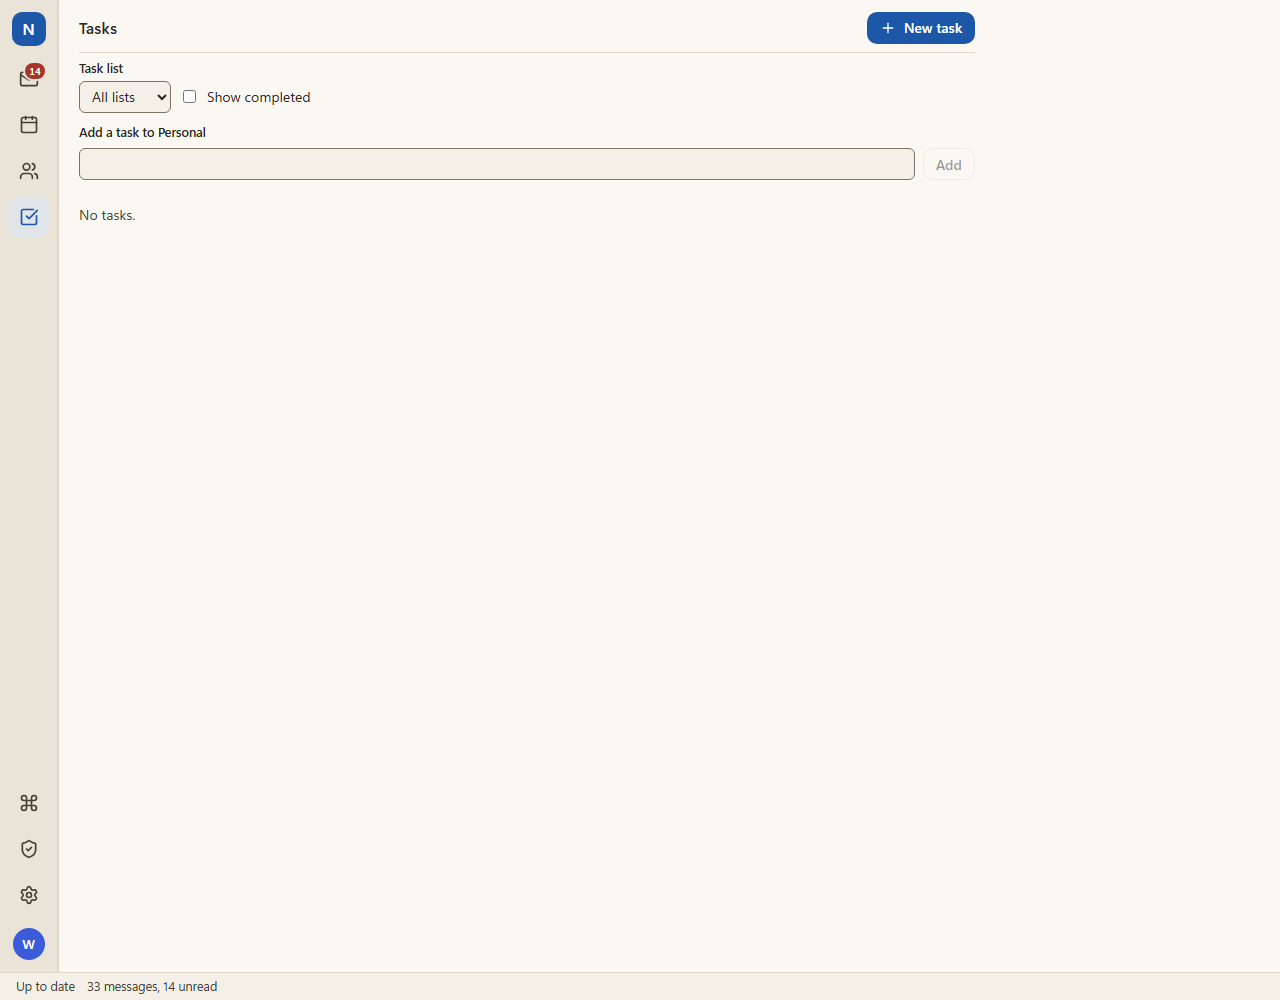 N
Tasks
New task
14
Task list
All lists
Show completed
Add a task to Personal
Add
No tasks.
W
Up to date 33 messages, 14 unread